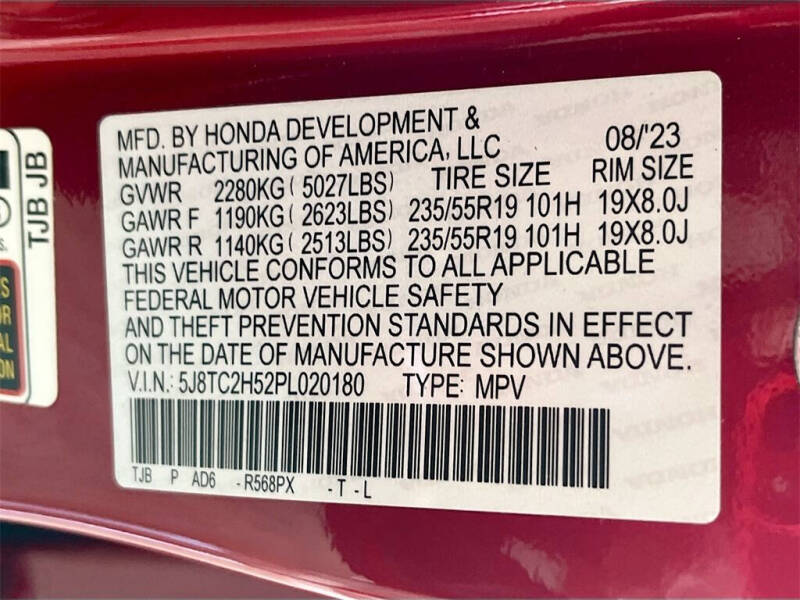 MFD. BY HONDA DEVELOPMENT &
MANUFACTURING OF AMERICA, LLC 08/'23
GVWR 2280KG ( 5027LBS) TIRE SIZE RIM SIZE
GAWR F 1190KG ( 2623LBS) 235/55R19 101H 19X8.0J
GAWR R 1140KG ( 2513LBS) 235/55R19 101H 19X8.0J
THIS VEHICLE CONFORMS TO ALL APPLICABLE
FEDERAL MOTOR VEHICLE SAFETY
AND THEFT PREVENTION STANDARDS IN EFFECT
ON THE DATE OF MANUFACTURE SHOWN ABOVE.
V.I.N.: 5J8TC2H52PL020180 TYPE: MPV
TJB P AD6 - R568PX - T - L
TJB JB